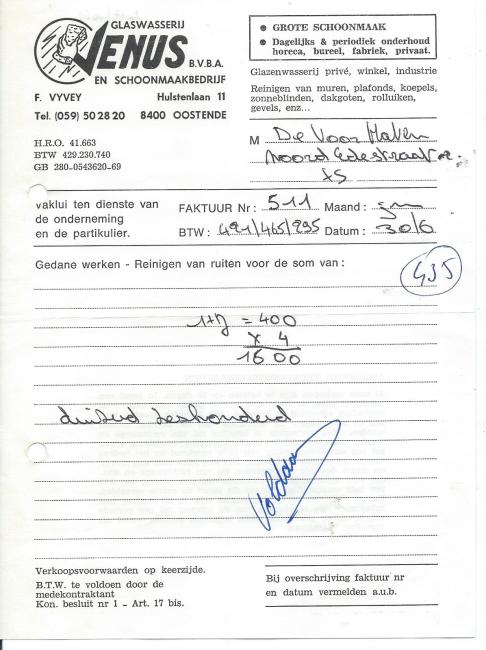 GLASWASSERIJ
VENUS B.V.B.A.
EN SCHOONMAAKBEDRIJF
F. VYVEY Hulstenlaan 11
Tel. (059) 50 28 20 8400 OOSTENDE
● GROTE SCHOONMAAK
● Dagelijks & periodiek onderhoud
horeca, bureel, fabriek, privaat.
Glazenwasserij privé, winkel, industrie
Reinigen van muren, plafonds, koepels,
zonneblinden, dakgoten, rolluiken,
gevels, enz...
H.R.O. 41.663
BTW 429.230.740
GB 280-0543620-69
M De Voor Haven
XS
vaklui ten dienste van
de onderneming
en de partikulier.
FAKTUUR Nr : 511 Maand :
BTW : 421/465/995 Datum : 30/6
Gedane werken - Reinigen van ruiten voor de som van :
435
= 400
x 4
1600
duizend zeshonderd
Voldaan
Verkoopsvoorwaarden op keerzijde.
B.T.W. te voldoen door de
medekontraktant
Kon. besluit nr 1 - Art. 17 bis.
Bij overschrijving faktuur nr
en datum vermelden a.u.b.